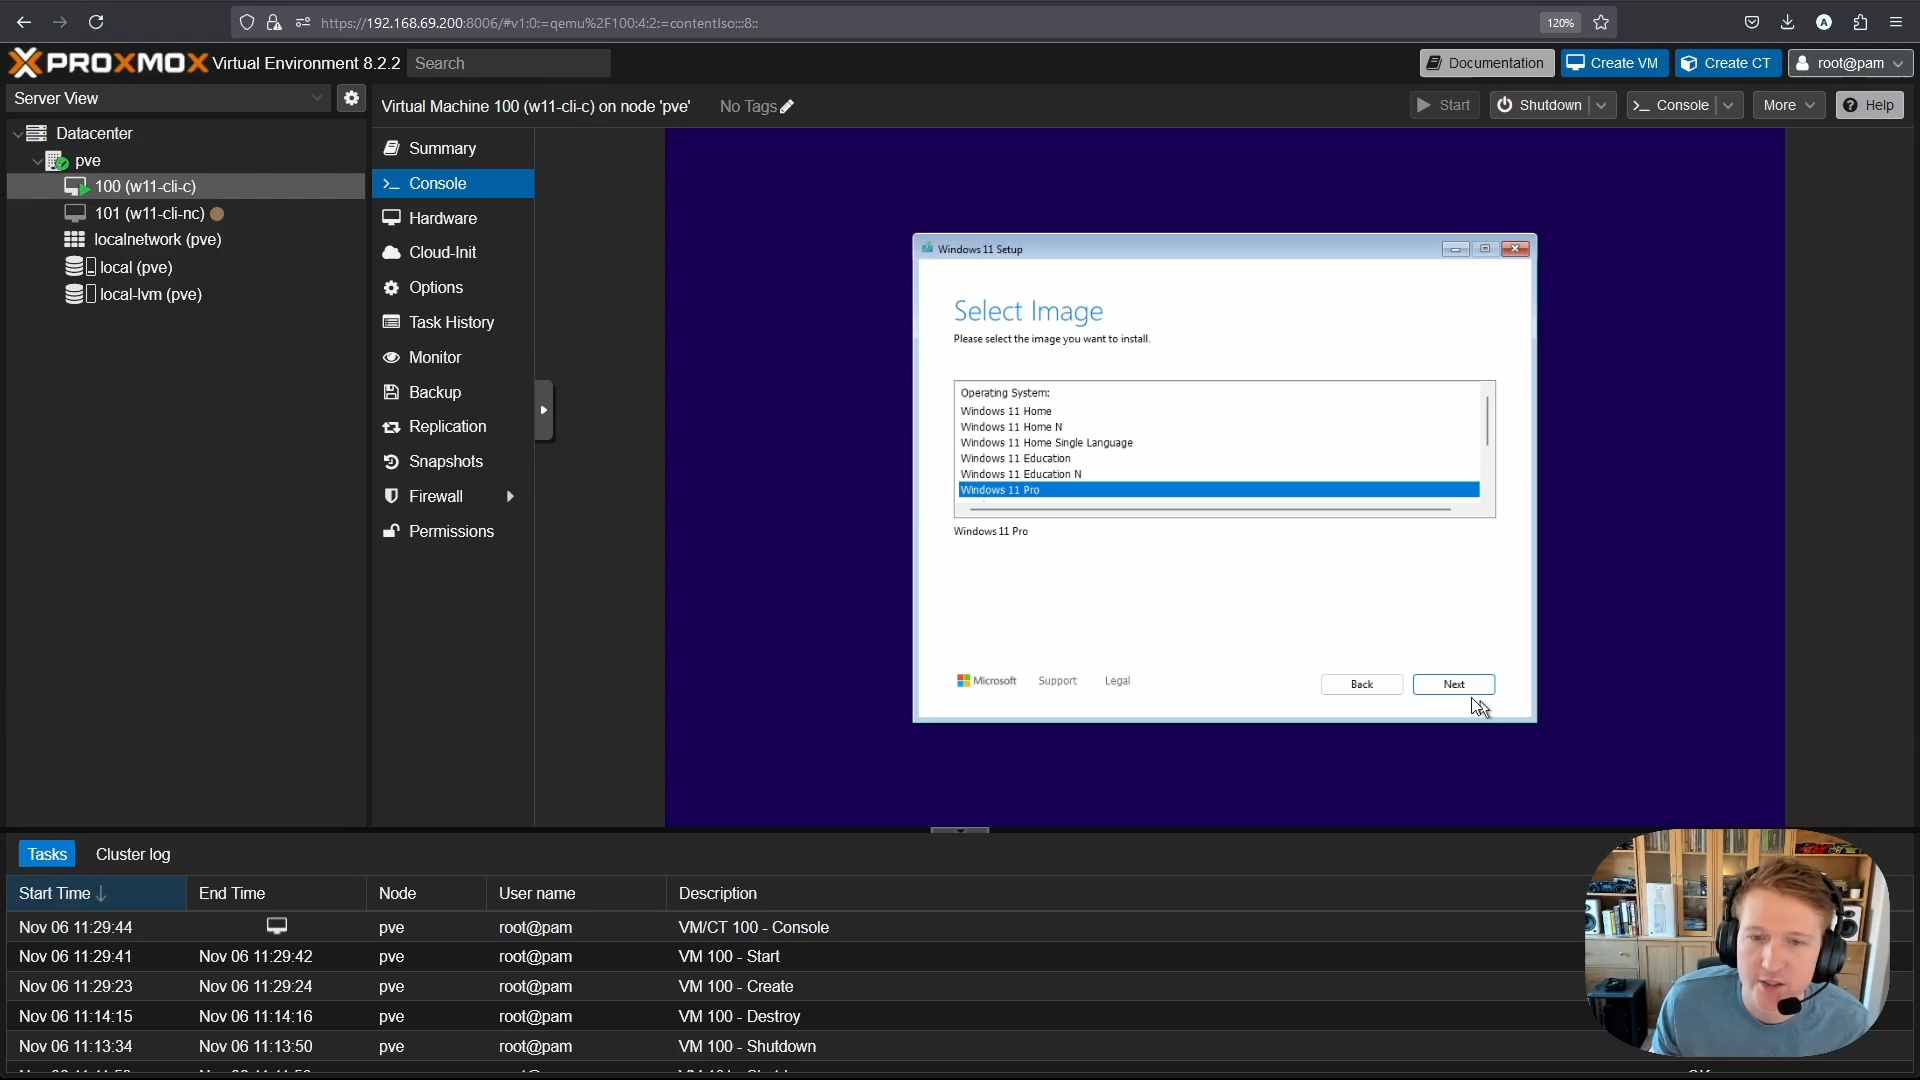 https://192.168.69.200:8006/#v1:0:=qemu%2F100:4:2:=contentIso:::8::
120%
A
PROXMOX Virtual Environment 8.2.2
Search
Documentation
Create VM
Create CT
root@pam
Server View
Virtual Machine 100 (w11-cli-c) on node 'pve'
No Tags
Start
Shutdown
Console
More
Help
Datacenter
pve
100 (w11-cli-c)
101 (w11-cli-nc)
localnetwork (pve)
local (pve)
local-lvm (pve)
Summary
Console
Hardware
Cloud-Init
Options
Task History
Monitor
Backup
Replication
Snapshots
Firewall
Permissions
Windows 11 Setup
Select Image
Please select the image you want to install.
Operating System:
Windows 11 Home
Windows 11 Home N
Windows 11 Home Single Language
Windows 11 Education
Windows 11 Education N
Windows 11 Pro
Windows 11 Pro
Microsoft
Support
Legal
Back
Next
Tasks
Cluster log
Start Time
End Time
Node
User name
Description
Nov 06 11:29:44
pve
root@pam
VM/CT 100 - Console
Nov 06 11:29:41
Nov 06 11:29:42
pve
root@pam
VM 100 - Start
Nov 06 11:29:23
Nov 06 11:29:24
pve
root@pam
VM 100 - Create
Nov 06 11:14:15
Nov 06 11:14:16
pve
root@pam
VM 100 - Destroy
Nov 06 11:13:34
Nov 06 11:13:50
pve
root@pam
VM 100 - Shutdown